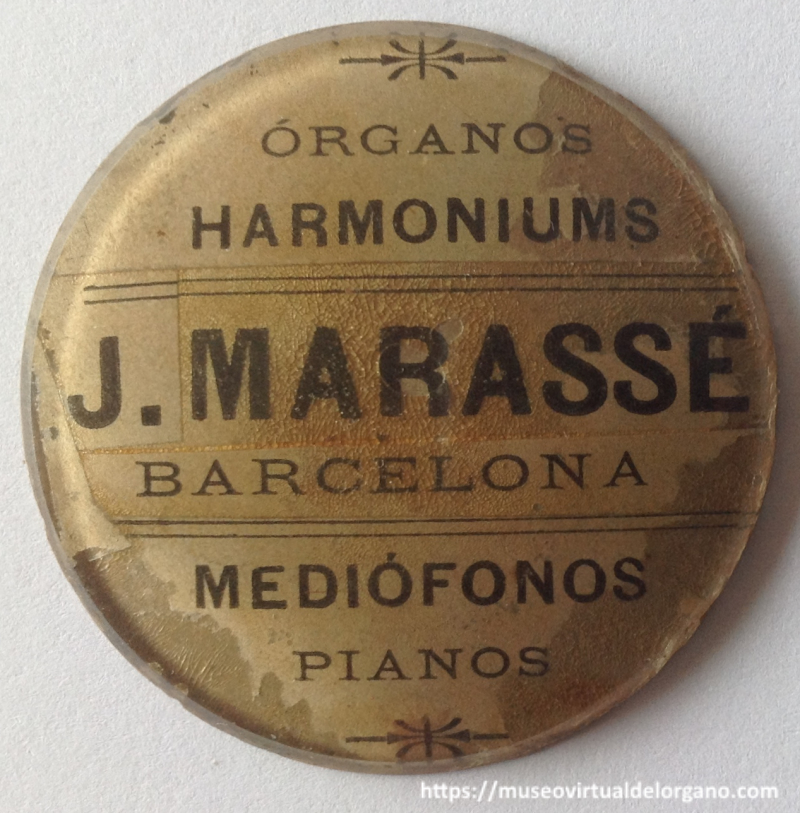 ÓRGANOS
HARMONIUMS
J. MARASSÉ
BARCELONA
MEDIÓFONOS
PIANOS
https://museovirtualdelorgano.com